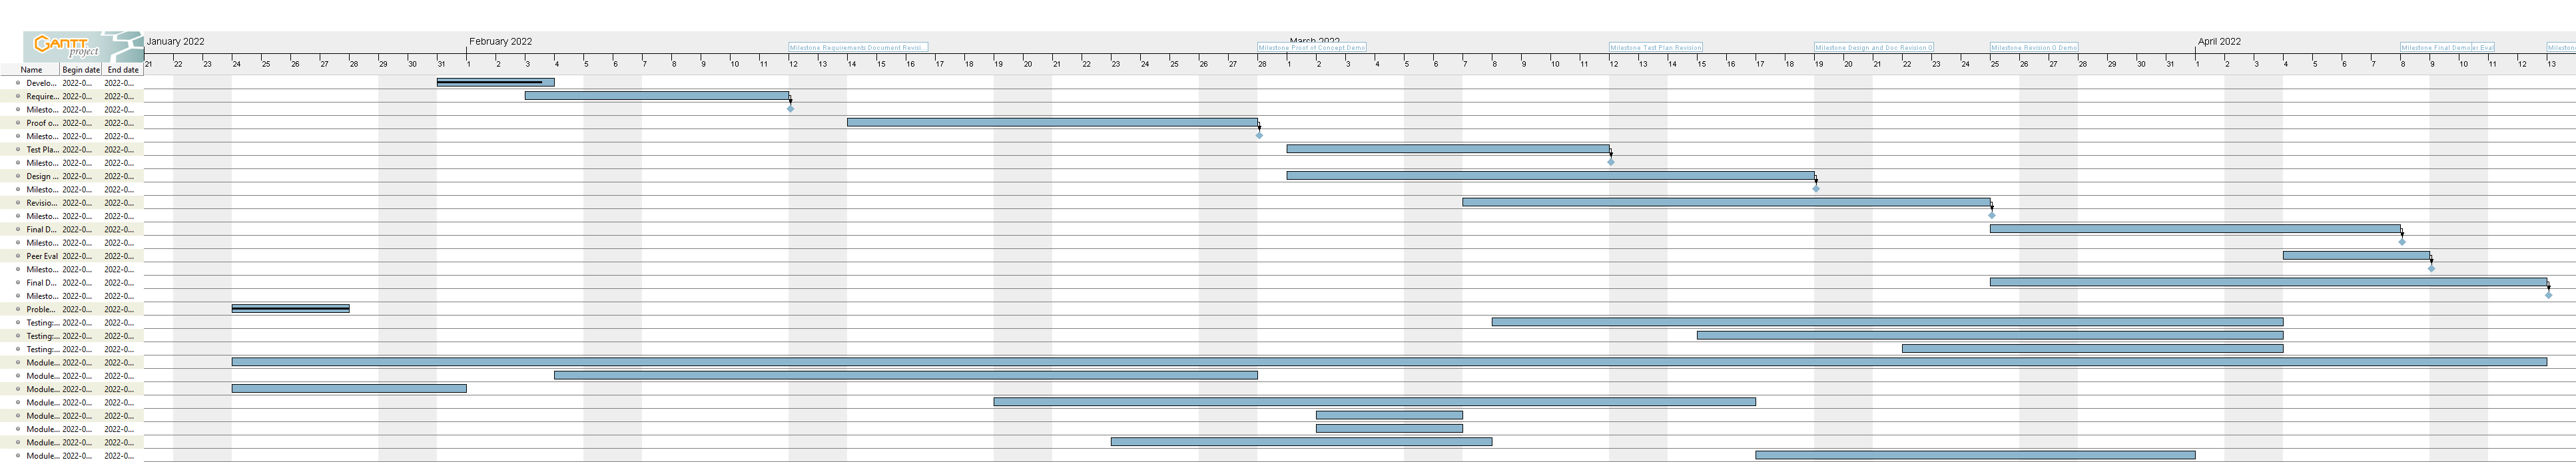 GANTT
project
January 2022
February 2022
March 2022
April 2022
Milestone Requirements Document Revisi...
Milestone Proof of Concept Demo
Milestone Test Plan Revision
Milestone Design and Doc Revision 0
Milestone Revision 0 Demo
Milestone Final Demo er Eval
Milestone
Name Begin date End date
21 22 24 25 26 27 28 29 30 31 1 2 3 4 5 6 7 8 9 10 11 12 13 14 15 16 17 18 19 20 21 22 23 24 25 26 27 28 1 2 3 4 5 6 7 8 9 10 11 12 13 14 15 16 17 18 19 20 21 22 23 24 25 26 27 28 29 30 31 1 2 3 4 5 6 7 8 9 10 11 12 13
Develo... 2022-0... 2022-0...
Require... 2022-0... 2022-0...
Milesto... 2022-0... 2022-0...
Proof o... 2022-0... 2022-0...
Milesto... 2022-0... 2022-0...
Test Pla... 2022-0... 2022-0...
Milesto... 2022-0... 2022-0...
Design ... 2022-0... 2022-0...
Milesto... 2022-0... 2022-0...
Revisio... 2022-0... 2022-0...
Milesto... 2022-0... 2022-0...
Final D... 2022-0... 2022-0...
Milesto... 2022-0... 2022-0...
Peer Eval 2022-0... 2022-0...
Milesto... 2022-0... 2022-0...
Final D... 2022-0... 2022-0...
Milesto... 2022-0... 2022-0...
Proble... 2022-0... 2022-0...
Testing:... 2022-0... 2022-0...
Testing:... 2022-0... 2022-0...
Testing:... 2022-0... 2022-0...
Module... 2022-0... 2022-0...
Module... 2022-0... 2022-0...
Module... 2022-0... 2022-0...
Module... 2022-0... 2022-0...
Module... 2022-0... 2022-0...
Module... 2022-0... 2022-0...
Module... 2022-0... 2022-0...
Module... 2022-0... 2022-0...